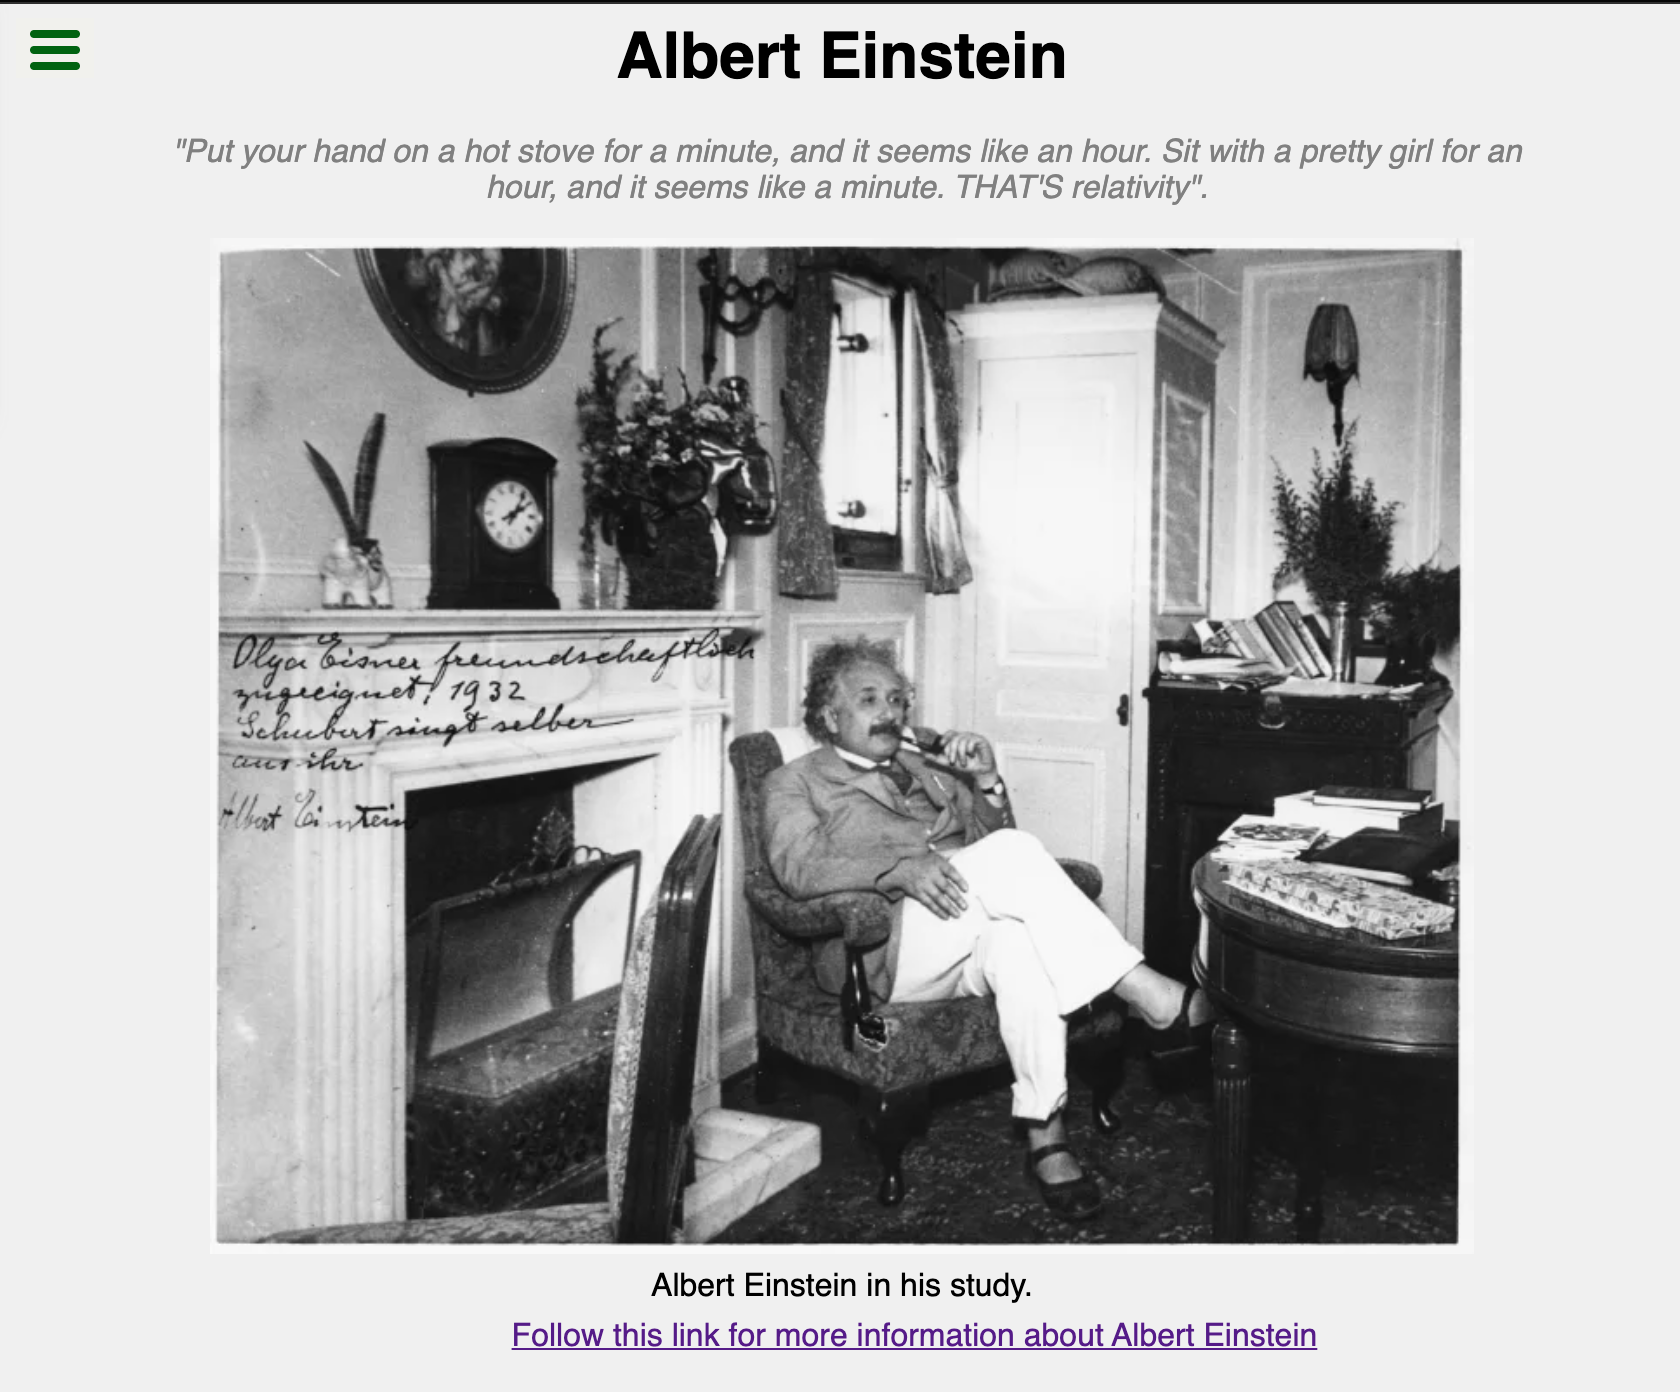 Albert Einstein
"Put your hand on a hot stove for a minute, and it seems like an hour. Sit with a pretty girl for an
hour, and it seems like a minute. THAT'S relativity".
Olga Eisner freundschaftlich
zugeeignet, 1932
Schubert singt selber
aus ihr
Albert Einstein
Albert Einstein in his study.
Follow this link for more information about Albert Einstein